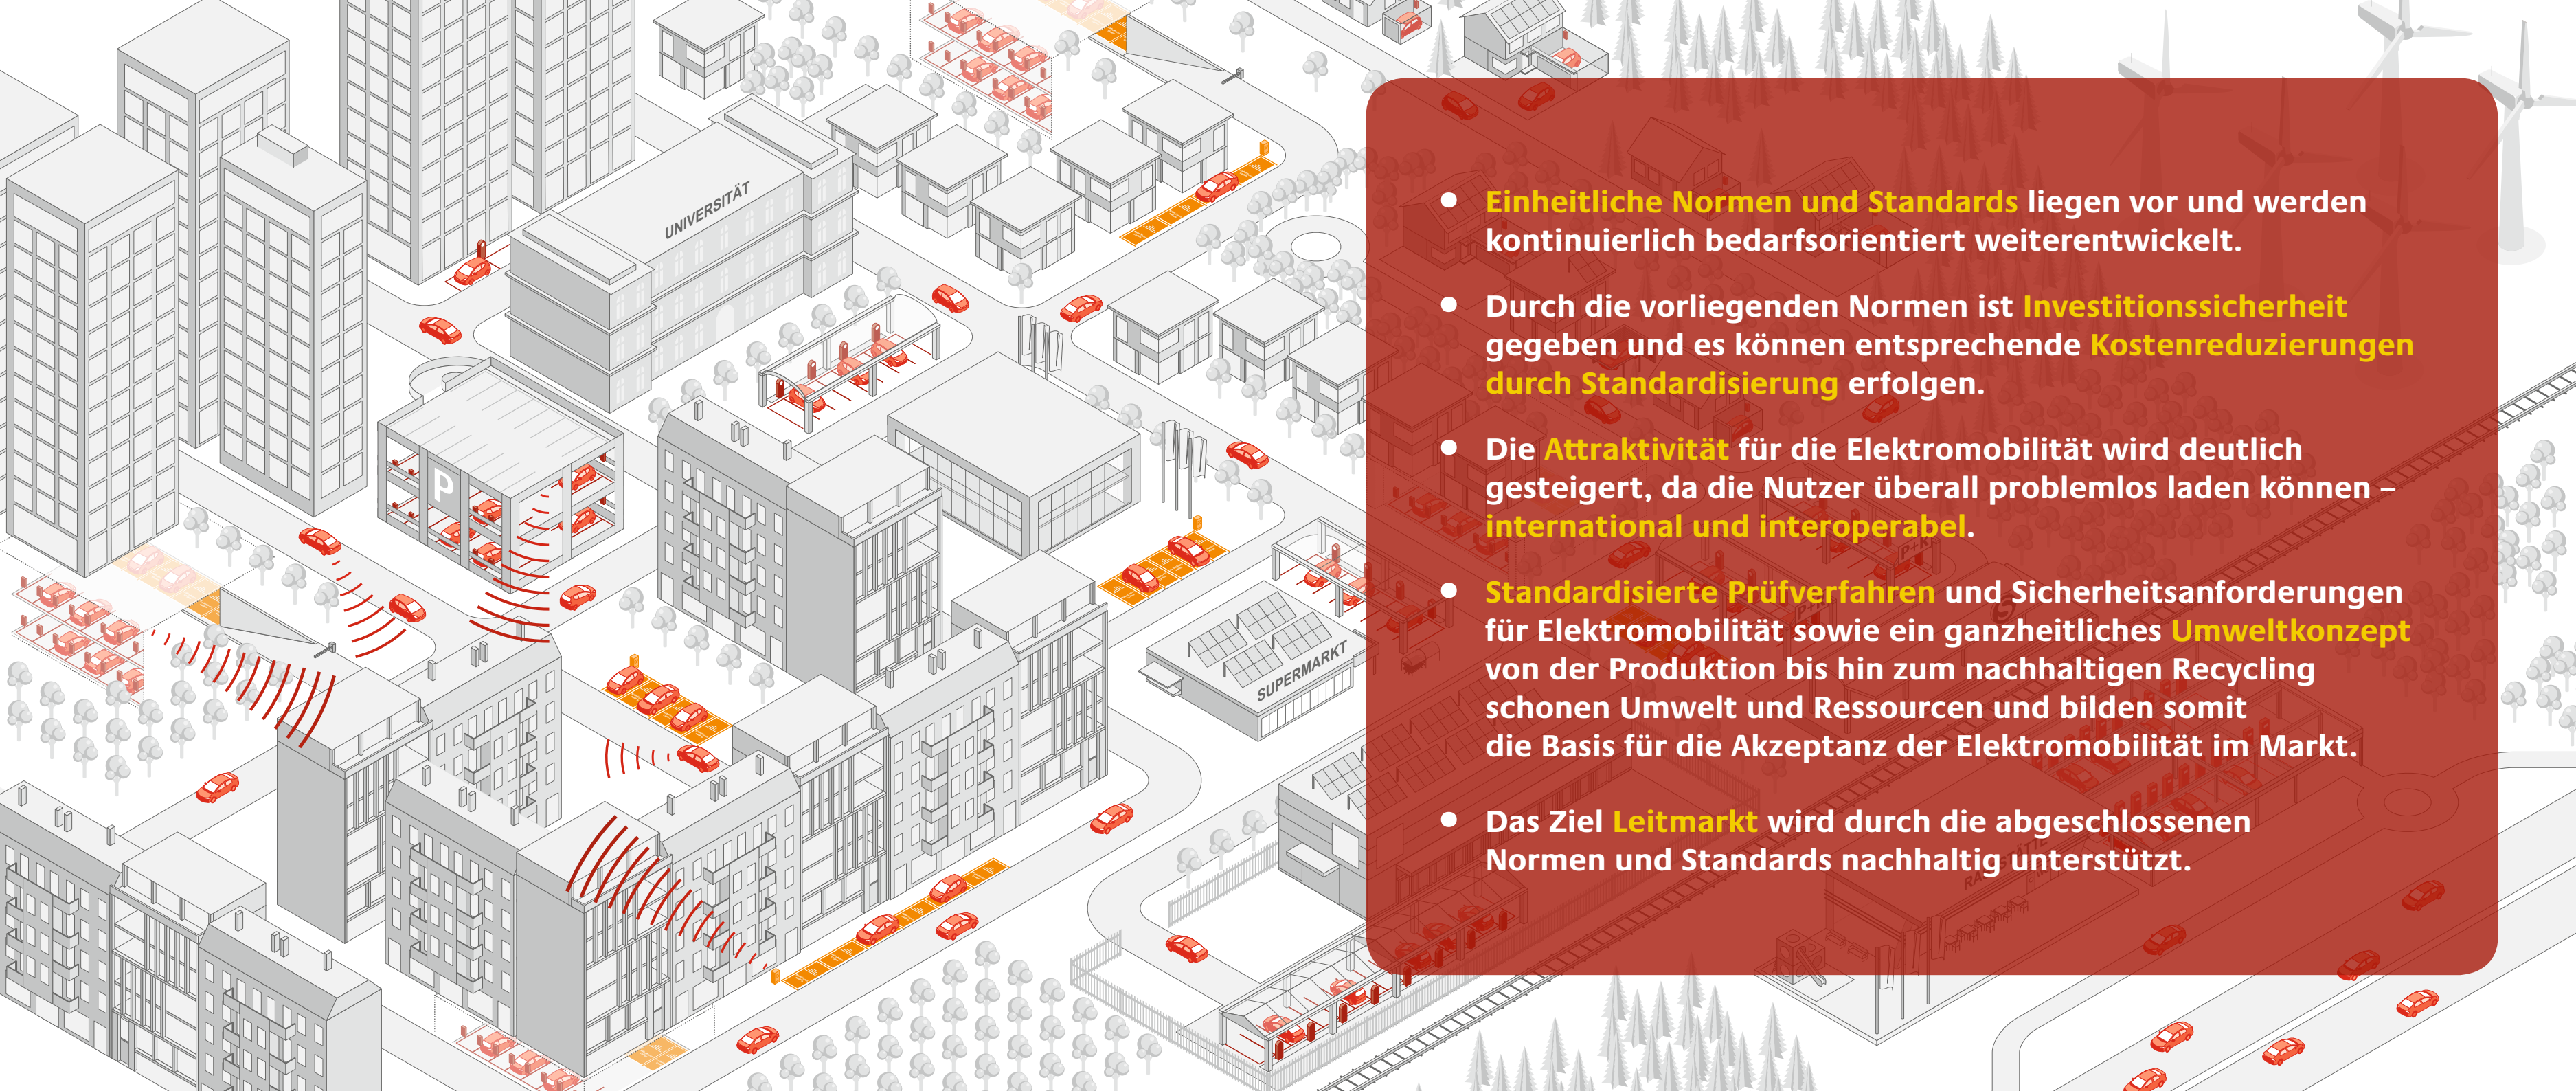 UNIVERSITÄT
P
SUPERMARKT
• Einheitliche Normen und Standards liegen vor und werden
kontinuierlich bedarfsorientiert weiterentwickelt.
• Durch die vorliegenden Normen ist Investitionssicherheit
gegeben und es können entsprechende Kostenreduzierungen
durch Standardisierung erfolgen.
• Die Attraktivität für die Elektromobilität wird deutlich
gesteigert, da die Nutzer überall problemlos laden können –
international und interoperabel.
• Standardisierte Prüfverfahren und Sicherheitsanforderungen
für Elektromobilität sowie ein ganzheitliches Umweltkonzept
von der Produktion bis hin zum nachhaltigen Recycling
schonen Umwelt und Ressourcen und bilden somit
die Basis für die Akzeptanz der Elektromobilität im Markt.
• Das Ziel Leitmarkt wird durch die abgeschlossenen
Normen und Standards nachhaltig unterstützt.
P+R